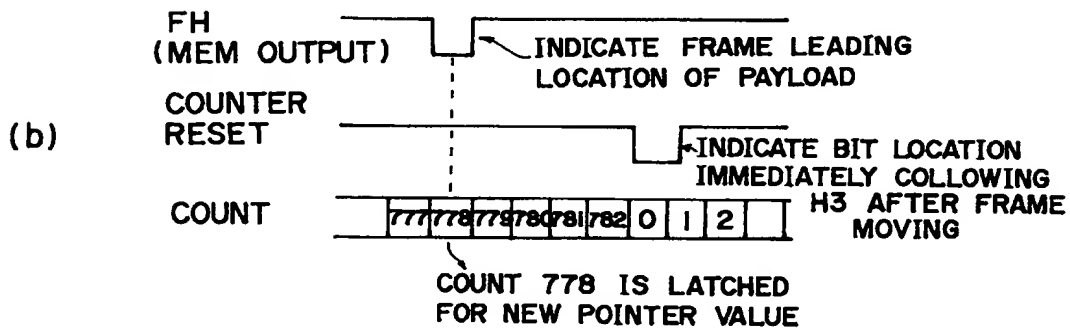 FH
(MEM OUTPUT)
INDICATE FRAME LEADING
LOCATION OF PAYLOAD
(b)
COUNTER
RESET
INDICATE BIT LOCATION
IMMEDIATELY COLLOWING
H3 AFTER FRAME
MOVING
COUNT
777 778 779 780 781 782 0 1 2
COUNT 778 IS LATCHED
FOR NEW POINTER VALUE